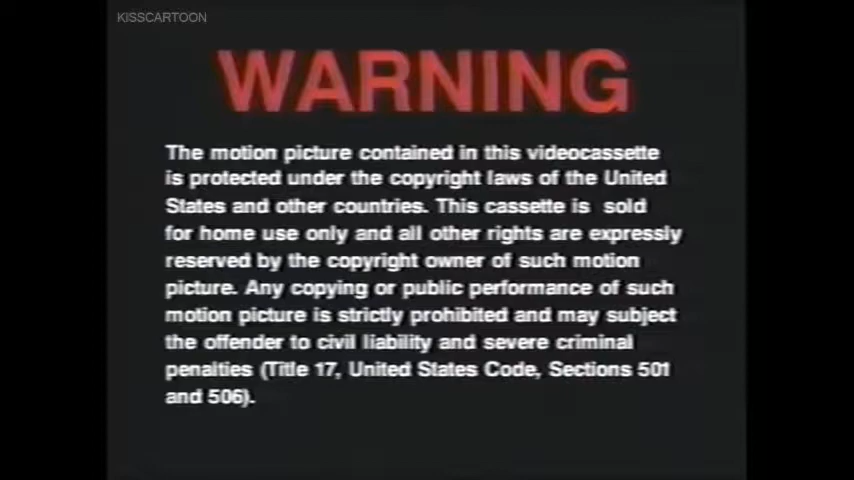 KISSCARTOON
WARNING
The motion picture contained in this videocassette
is protected under the copyright laws of the United
States and other countries. This cassette is sold
for home use only and all other rights are expressly
reserved by the copyright owner of such motion
picture. Any copying or public performance of such
motion picture is strictly prohibited and may subject
the offender to civil liability and severe criminal
penalties (Title 17, United States Code, Sections 501
and 506).